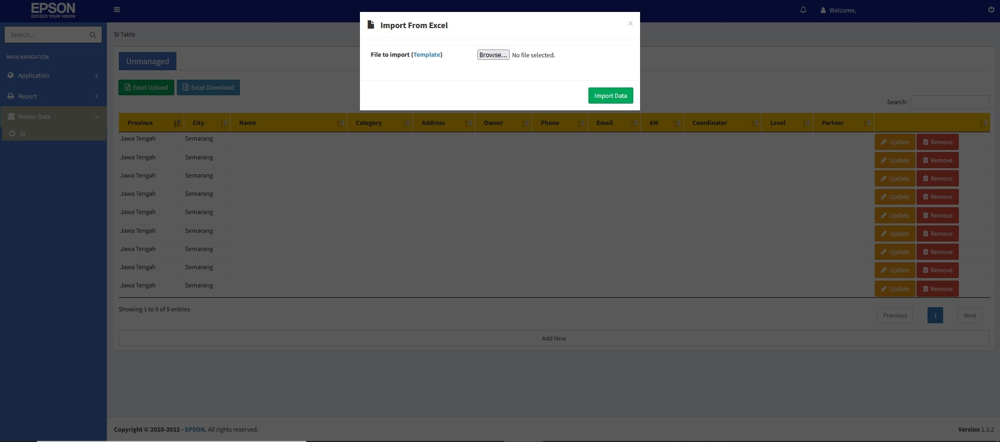 EPSON
EXCEED YOUR VISION
Welcome,
Search...
MAIN NAVIGATION
Application
Report
Master Data
SI
SI Table
Unmanaged
Excel Upload Excel Download
Import From Excel ×
File to import (Template) Browse... No file selected.
Import Data
Search:
Province City Name Category Address Owner Phone Email AM Coordinator Level Partner
Jawa Tengah Semarang Update Remove
Jawa Tengah Semarang Update Remove
Jawa Tengah Semarang Update Remove
Jawa Tengah Semarang Update Remove
Jawa Tengah Semarang Update Remove
Jawa Tengah Semarang Update Remove
Jawa Tengah Semarang Update Remove
Jawa Tengah Semarang Update Remove
Jawa Tengah Semarang Update Remove
Showing 1 to 9 of 9 entries
Previous 1 Next
Add New
Copyright © 2020-2022 - EPSON. All rights reserved. Version 1.3.2